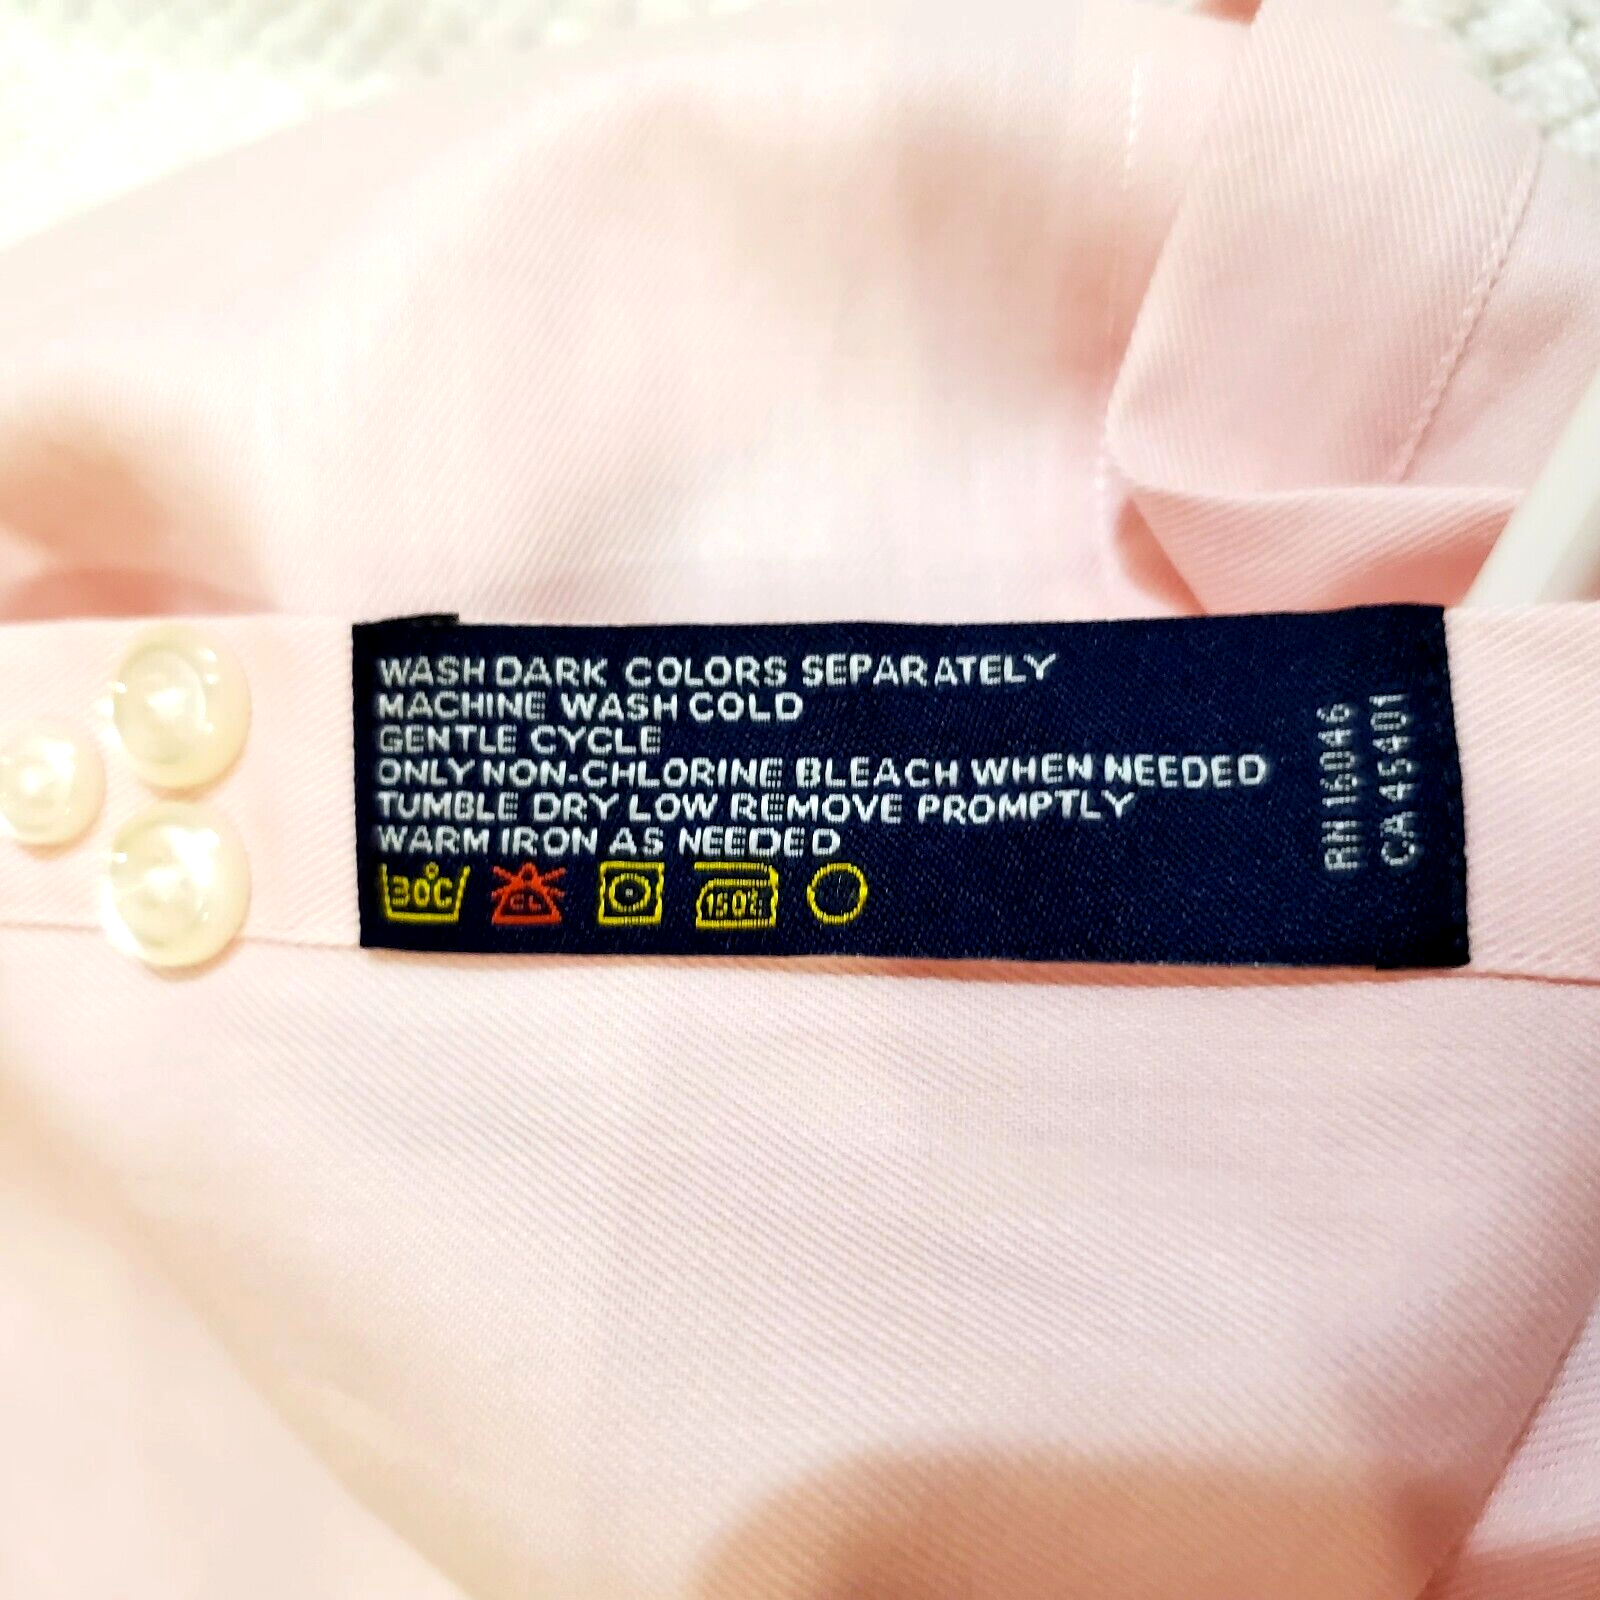 WASH DARK COLORS SEPARATELY
MACHINE WASH COLD
GENTLE CYCLE
ONLY NON-CHLORINE BLEACH WHEN NEEDED
TUMBLE DRY LOW REMOVE PROMPTLY
WARM IRON AS NEEDED
30°C CL 150°C
RN 16046
CA 45401